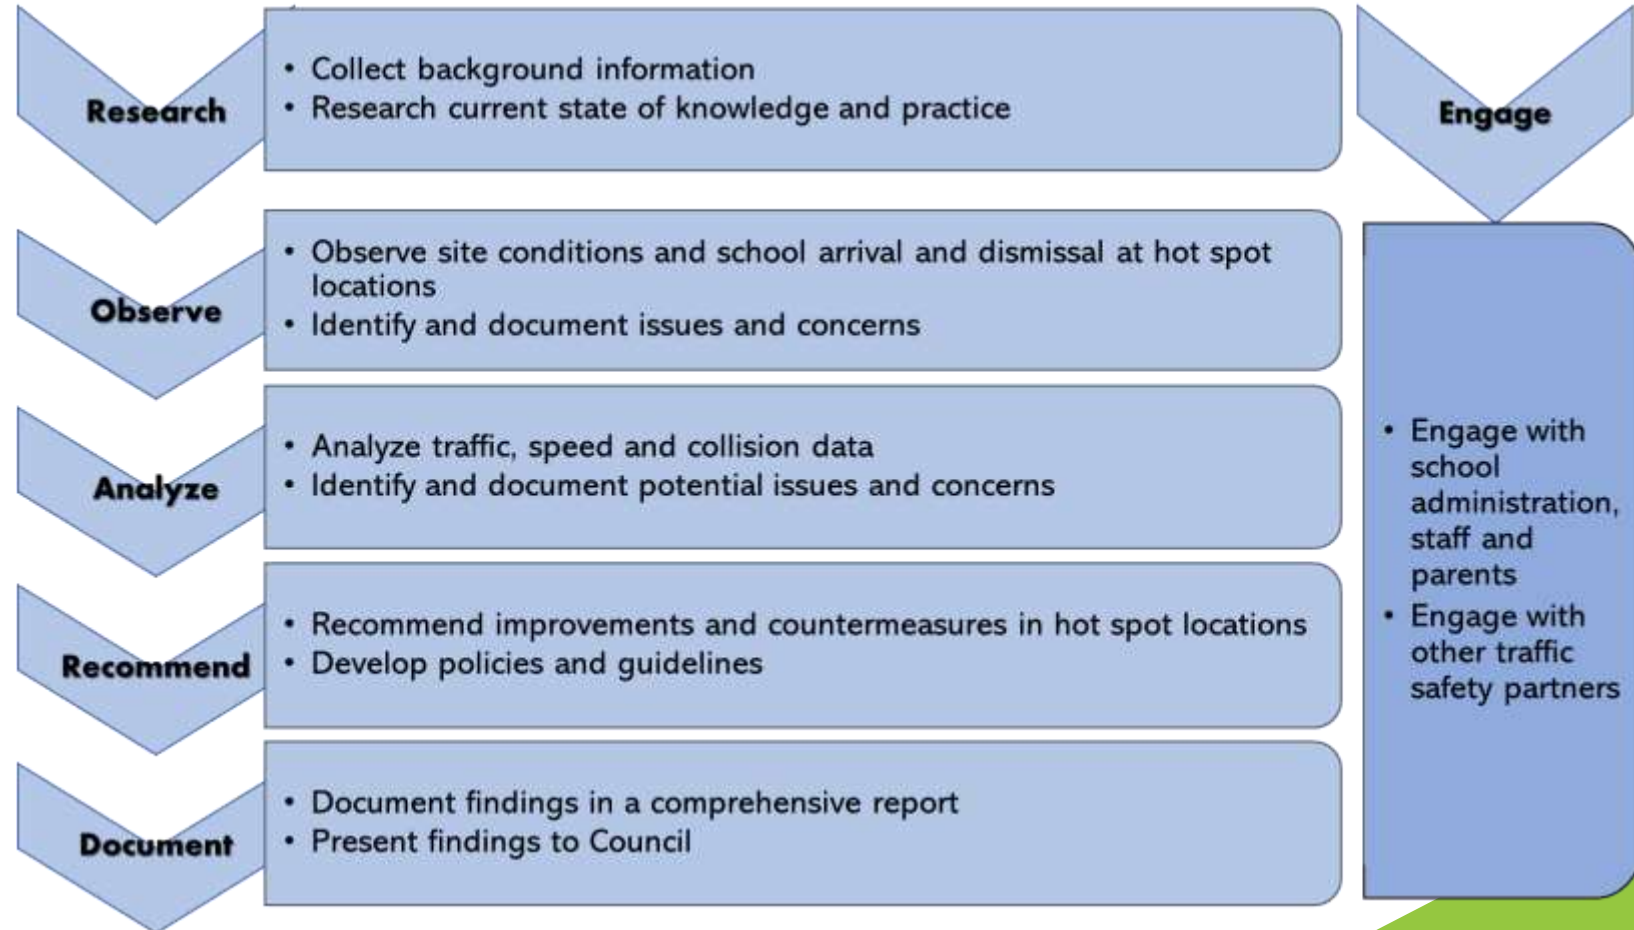 Research
• Collect background information
• Research current state of knowledge and practice
Observe
• Observe site conditions and school arrival and dismissal at hot spot
locations
• Identify and document issues and concerns
Analyze
• Analyze traffic, speed and collision data
• Identify and document potential issues and concerns
Recommend
• Recommend improvements and countermeasures in hot spot locations
• Develop policies and guidelines
Document
• Document findings in a comprehensive report
• Present findings to Council
Engage
• Engage with
school
administration,
staff and
parents
• Engage with
other traffic
safety partners